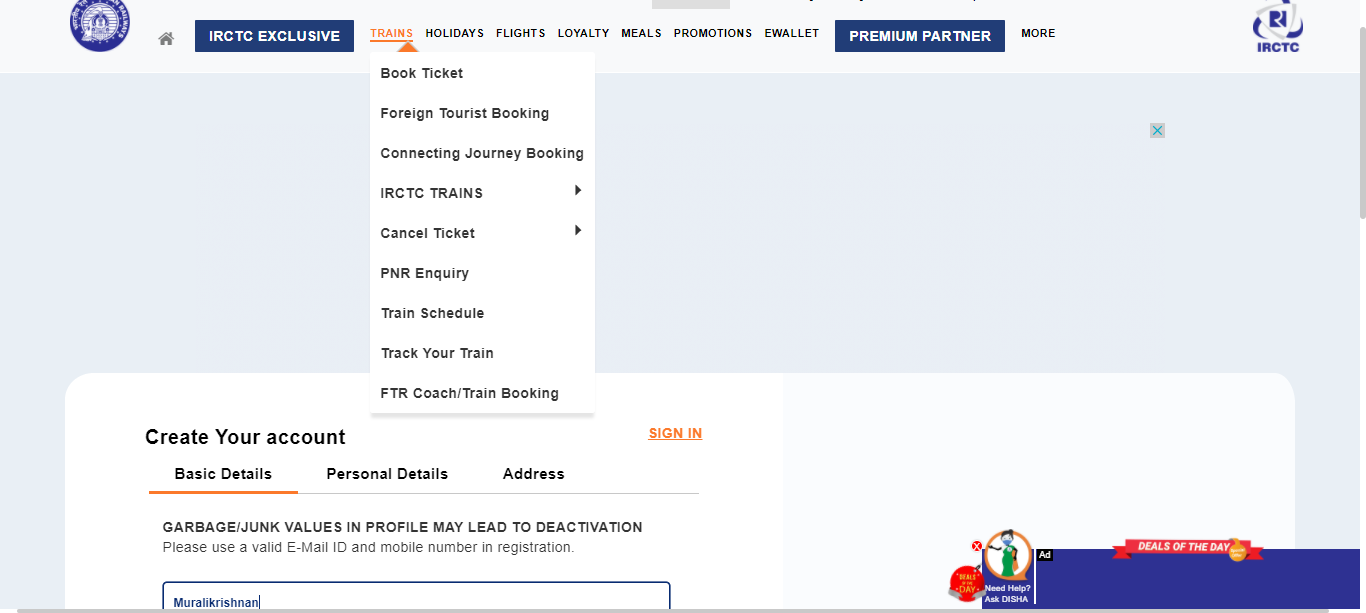 IRCTC EXCLUSIVE
TRAINS
HOLIDAYS
FLIGHTS
LOYALTY
MEALS
PROMOTIONS
EWALLET
PREMIUM PARTNER
MORE
IRCTC
Book Ticket
Foreign Tourist Booking
Connecting Journey Booking
IRCTC TRAINS
Cancel Ticket
PNR Enquiry
Train Schedule
Track Your Train
FTR Coach/Train Booking
Create Your account
SIGN IN
Basic Details
Personal Details
Address
GARBAGE/JUNK VALUES IN PROFILE MAY LEAD TO DEACTIVATION
Please use a valid E-Mail ID and mobile number in registration.
Muralikrishnan
Need Help?
Ask DISHA
Ad
DEALS
DAY
DEALS OF THE DAY